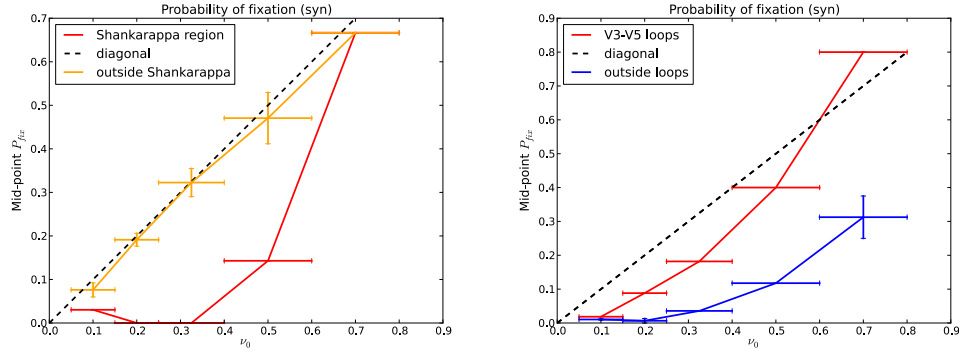 Probability of fixation (syn)
Shankarappa region
diagonal
outside Shankarappa
Mid-point P_fix
0.7
0.6
0.5
0.4
0.3
0.2
0.1
0.0
0.0 0.1 0.2 0.3 0.4 0.5 0.6 0.7 0.8 0.9
ν0
Probability of fixation (syn)
V3-V5 loops
diagonal
outside loops
Mid-point P_fix
0.9
0.8
0.7
0.6
0.5
0.4
0.3
0.2
0.1
0.0
0.0 0.1 0.2 0.3 0.4 0.5 0.6 0.7 0.8 0.9
ν0